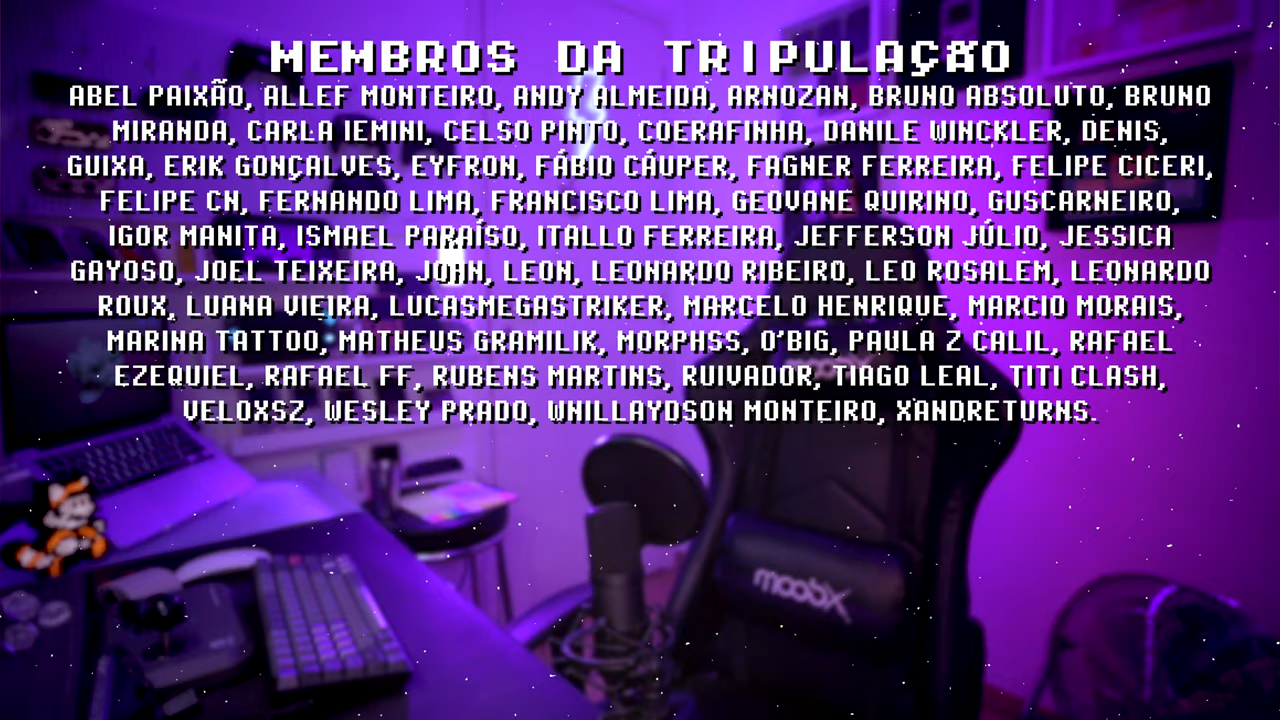 MEMBROS DA TRIPULAÇÃO
ABEL PAIXÃO, ALLEF MONTEIRO, ANDY ALMEIDA, ARNOZAN, BRUNO ABSOLUTO, BRUNO
MIRANDA, CARLA IEMINI, CELSO PINTO, COERAFINHA, DANILE WINCKLER, DENIS,
GUIXA, ERIK GONÇALVES, EYFRON, FÁBIO CÁUPER, FAGNER FERREIRA, FELIPE CICERI,
FELIPE CN, FERNANDO LIMA, FRANCISCO LIMA, GEOVANE QUIRINO, GUSCARNEIRO,
IGOR MANITA, ISMAEL PARAÍSO, ITALLO FERREIRA, JEFFERSON JÚLIO, JESSICA
GAYOSO, JOEL TEIXEIRA, JOHN, LEON, LEONARDO RIBEIRO, LEO ROSALEM, LEONARDO
ROUX, LUANA VIEIRA, LUCASMEGASTRIKER, MARCELO HENRIQUE, MARCIO MORAIS,
MARINA TATTOO, MATHEUS GRAMILIK, MORPHSS, O'BIG, PAULA Z CALIL, RAFAEL
EZEQUIEL, RAFAEL FF, RUBENS MARTINS, RUIVADOR, TIAGO LEAL, TITI CLASH,
VELOXSZ, WESLEY PRADO, WNILLAYDSON MONTEIRO, XANDRETURNS.
moobX